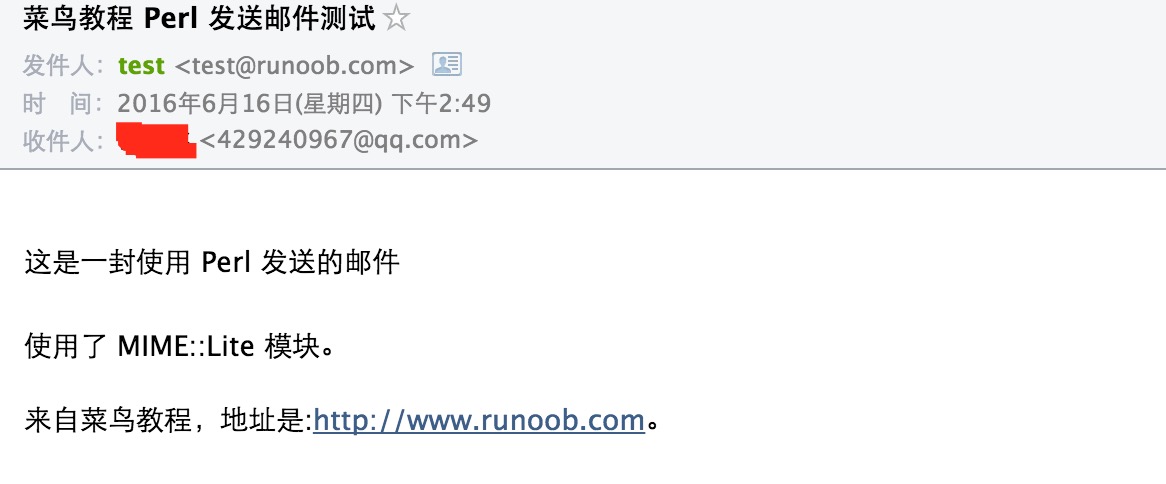 菜鸟教程 Perl 发送邮件测试
发件人： test <test@runoob.com>
时 间： 2016年6月16日(星期四) 下午2:49
收件人： <429240967@qq.com>
这是一封使用 Perl 发送的邮件
使用了 MIME::Lite 模块。
来自菜鸟教程，地址是:http://www.runoob.com。